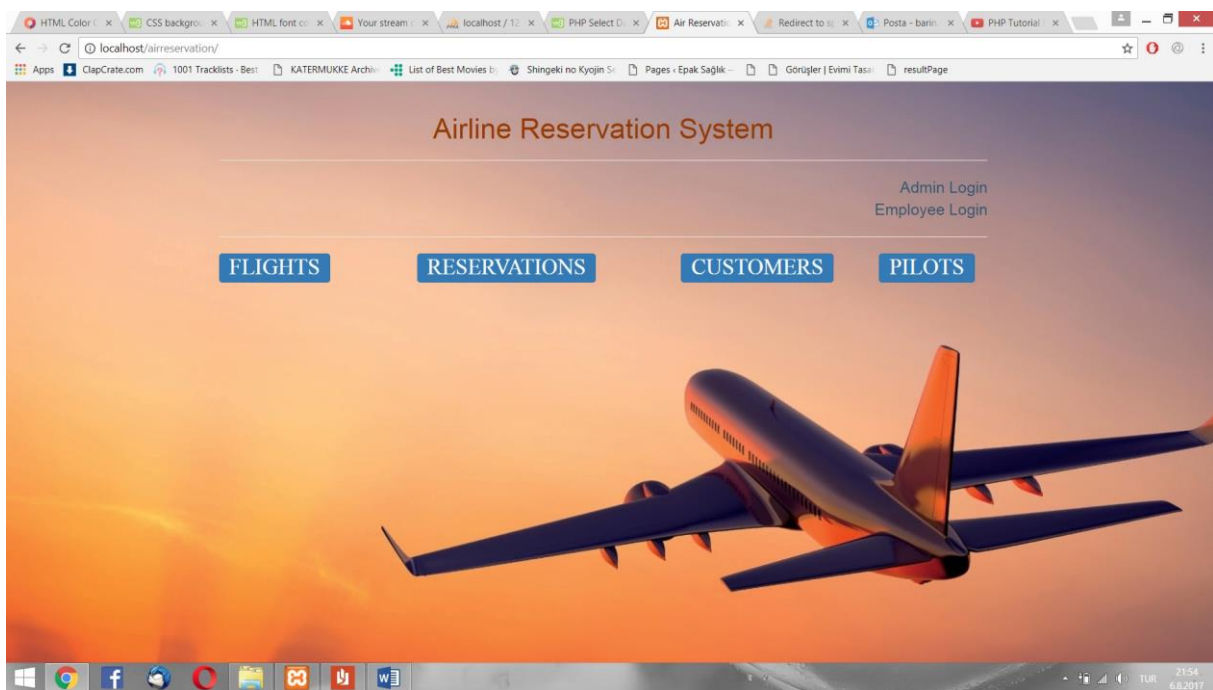 HTML Color C
CSS backgrou
HTML font co
Your stream
localhost / 12
PHP Select D
Air Reservatio
Redirect to s
Posta - barın
PHP Tutorial
localhost/airreservation/
Apps
ClapCrate.com
1001 Tracklists - Best
KATERMUKKE Archiv
List of Best Movies b
Shingeki no Kyojin S
Pages ‹ Epak Sağlık —
Görüşler | Evimi Tasa
resultPage
Airline Reservation System
Admin Login
Employee Login
FLIGHTS
RESERVATIONS
CUSTOMERS
PILOTS
TUR
21:54
6.8.2017